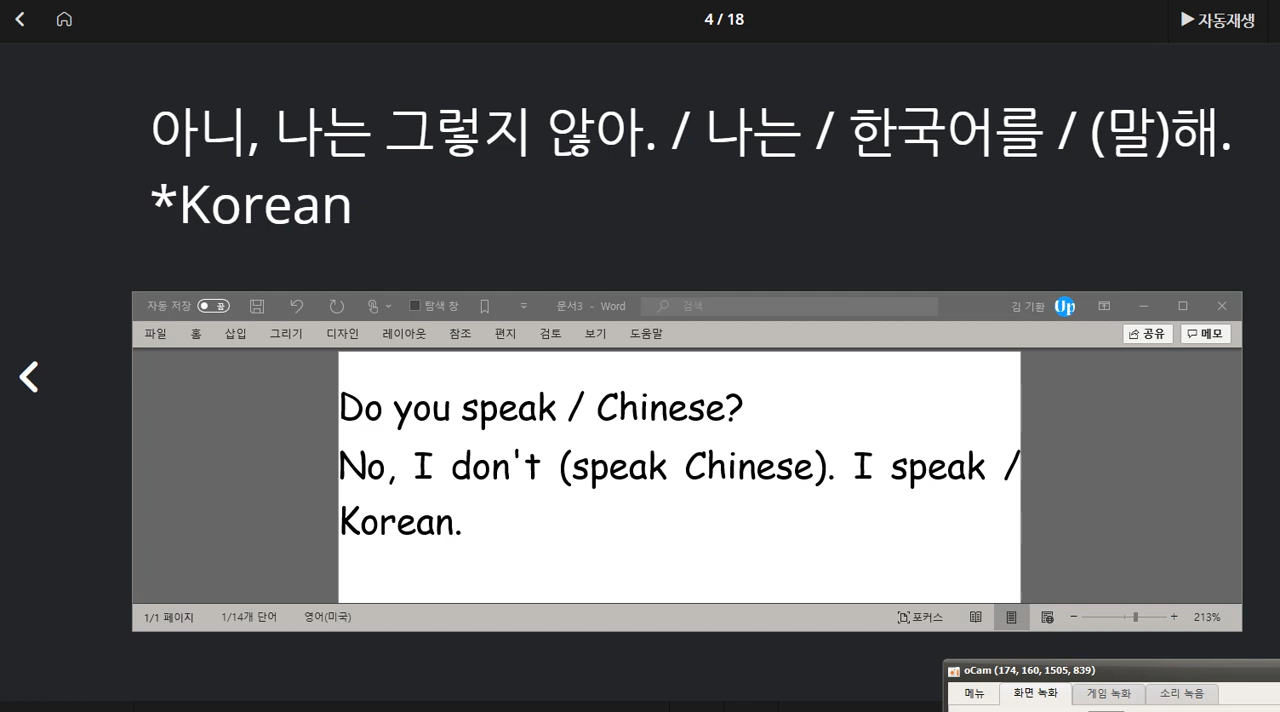 4 / 18
▶ 자동재생
아니, 나는 그렇지 않아. / 나는 / 한국어를 / (말)해.
*Korean
자동 저장 끔 탐색 창 문서3 - Word 검색 김 기환 Up
파일 홈 삽입 그리기 디자인 레이아웃 참조 편지 검토 보기 도움말 공유 메모
Do you speak / Chinese?
No, I don't (speak Chinese). I speak /
Korean.
1/1 페이지 1/14개 단어 영어(미국) 포커스 213%
oCam (174, 160, 1505, 839)
메뉴 화면 녹화 게임 녹화 소리 녹음